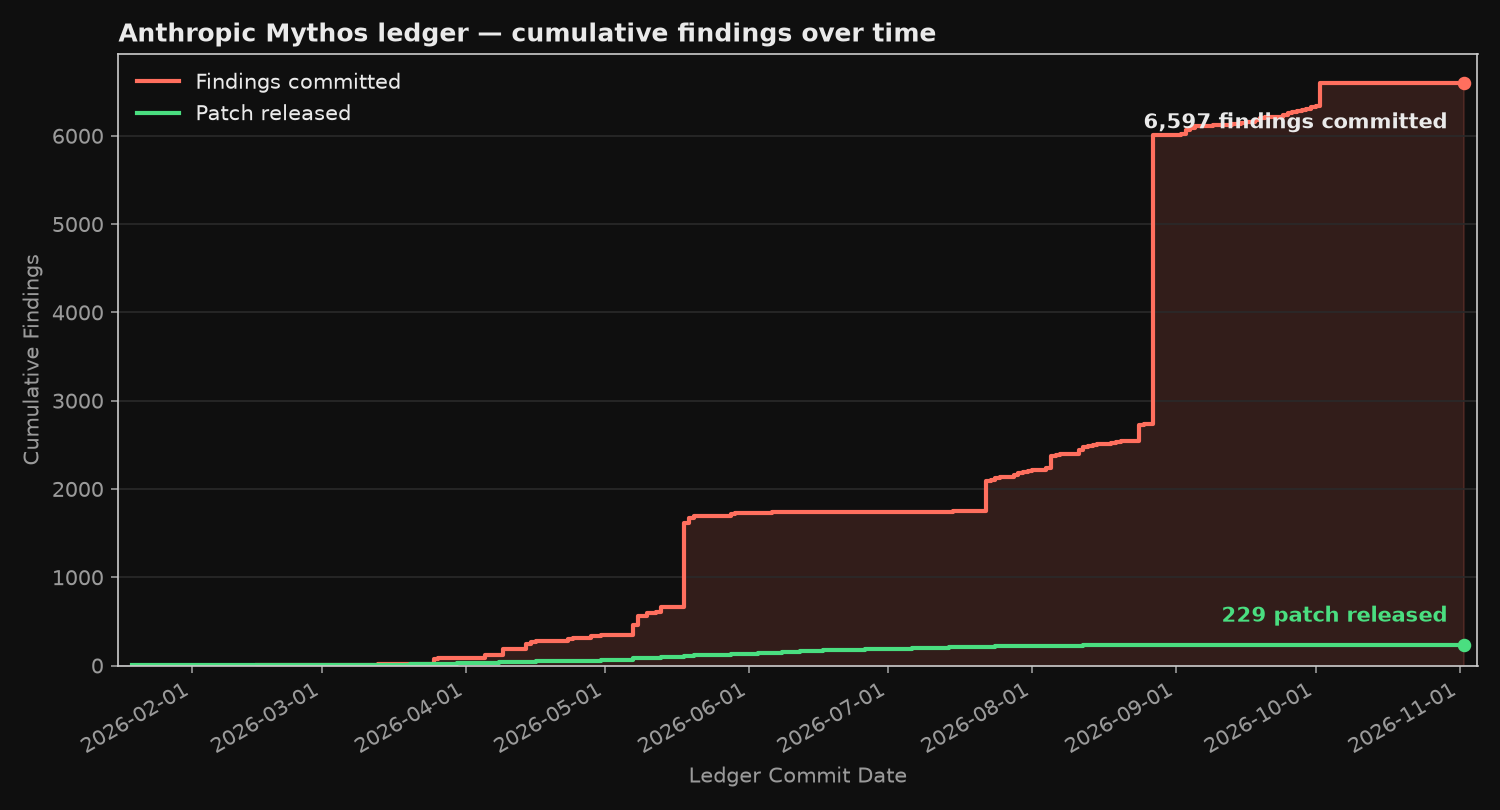 Anthropic Mythos ledger — cumulative findings over time
Findings committed
Patch released
6,597 findings committed
229 patch released
Cumulative Findings
6000
5000
4000
3000
2000
1000
0
2026-02-01
2026-03-01
2026-04-01
2026-05-01
2026-06-01
2026-07-01
2026-08-01
2026-09-01
2026-10-01
2026-11-01
Ledger Commit Date